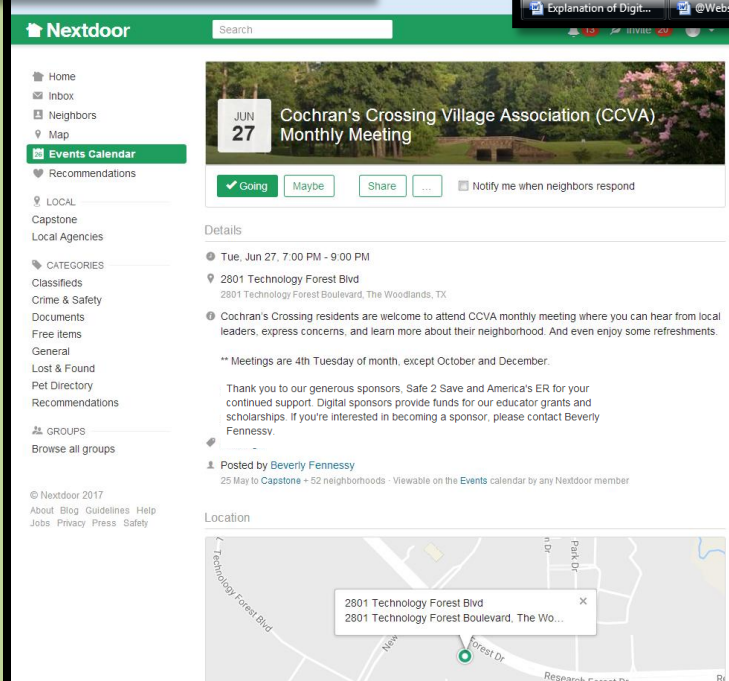 Explanation of Digit...
Nextdoor
Search
13
Invite 20
Home
Inbox
Neighbors
Map
26 Events Calendar
Recommendations
LOCAL
Capstone
Local Agencies
CATEGORIES
Classifieds
Crime & Safety
Documents
Free items
General
Lost & Found
Pet Directory
Recommendations
GROUPS
Browse all groups
© Nextdoor 2017
About Blog Guidelines Help
Jobs Privacy Press Safety
JUN
27
Cochran's Crossing Village Association (CCVA)
Monthly Meeting
Going
Maybe
Share
...
Notify me when neighbors respond
Details
Tue, Jun 27, 7:00 PM - 9:00 PM
2801 Technology Forest Blvd
2801 Technology Forest Boulevard, The Woodlands, TX
Cochran's Crossing residents are welcome to attend CCVA monthly meeting where you can hear from local
leaders, express concerns, and learn more about their neighborhood. And even enjoy some refreshments.
** Meetings are 4th Tuesday of month, except October and December.
Thank you to our generous sponsors, Safe 2 Save and America's ER for your
continued support. Digital sponsors provide funds for our educator grants and
scholarships. If you're interested in becoming a sponsor, please contact Beverly
Fennessy.
Posted by Beverly Fennessy
25 May to Capstone + 52 neighborhoods · Viewable on the Events calendar by any Nextdoor member
Location
Technology Forest Blvd
Park Dr
n Dr
2801 Technology Forest Blvd
2801 Technology Forest Boulevard, The Wo...
New
Forest Dr
Research Forest Dr